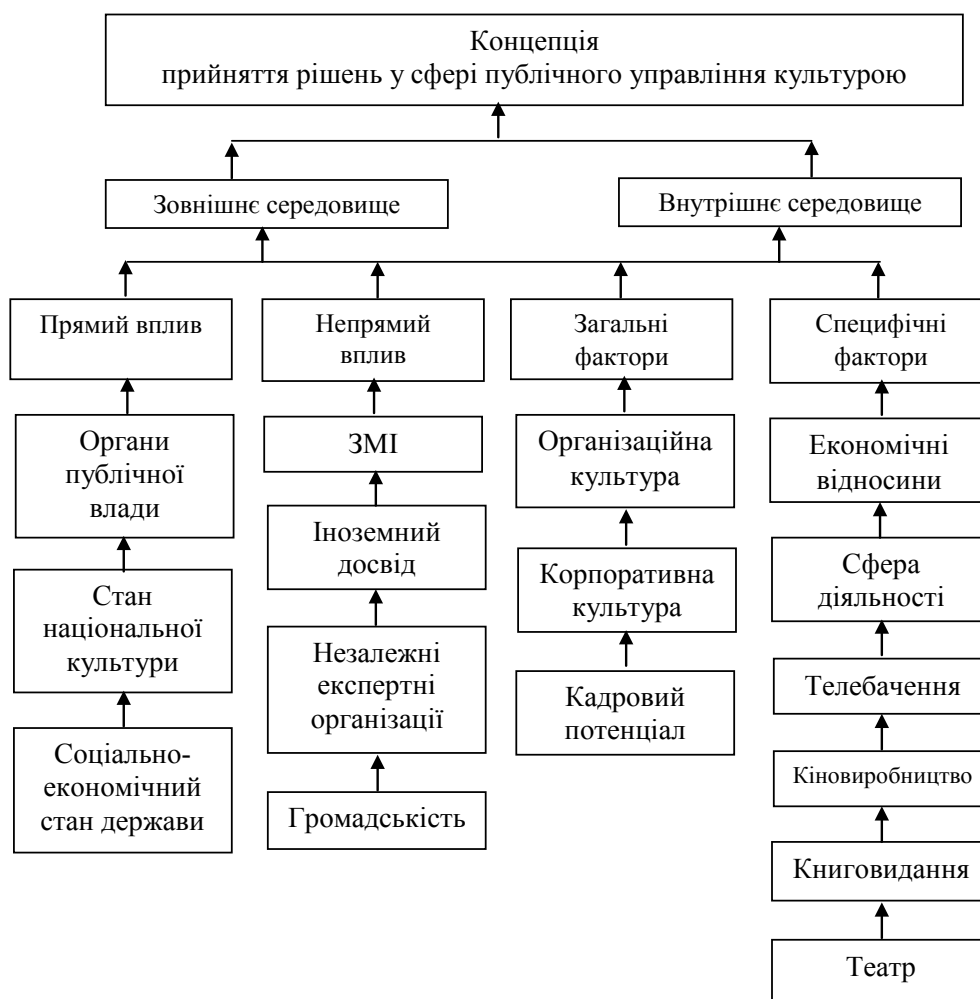 Концепція
прийняття рішень у сфері публічного управління культурою
Зовнішнє середовище
Внутрішнє середовище
Прямий вплив
Непрямий
вплив
Загальні
фактори
Специфічні
фактори
Органи
публічної
влади
ЗМІ
Організаційна
культура
Економічні
відносини
Іноземний
досвід
Корпоративна
культура
Сфера
діяльності
Стан
національної
культури
Незалежні
експертні
організації
Кадровий
потенціал
Телебачення
Соціально-
економічний
стан держави
Громадськість
Кіновиробництво
Книговидання
Театр